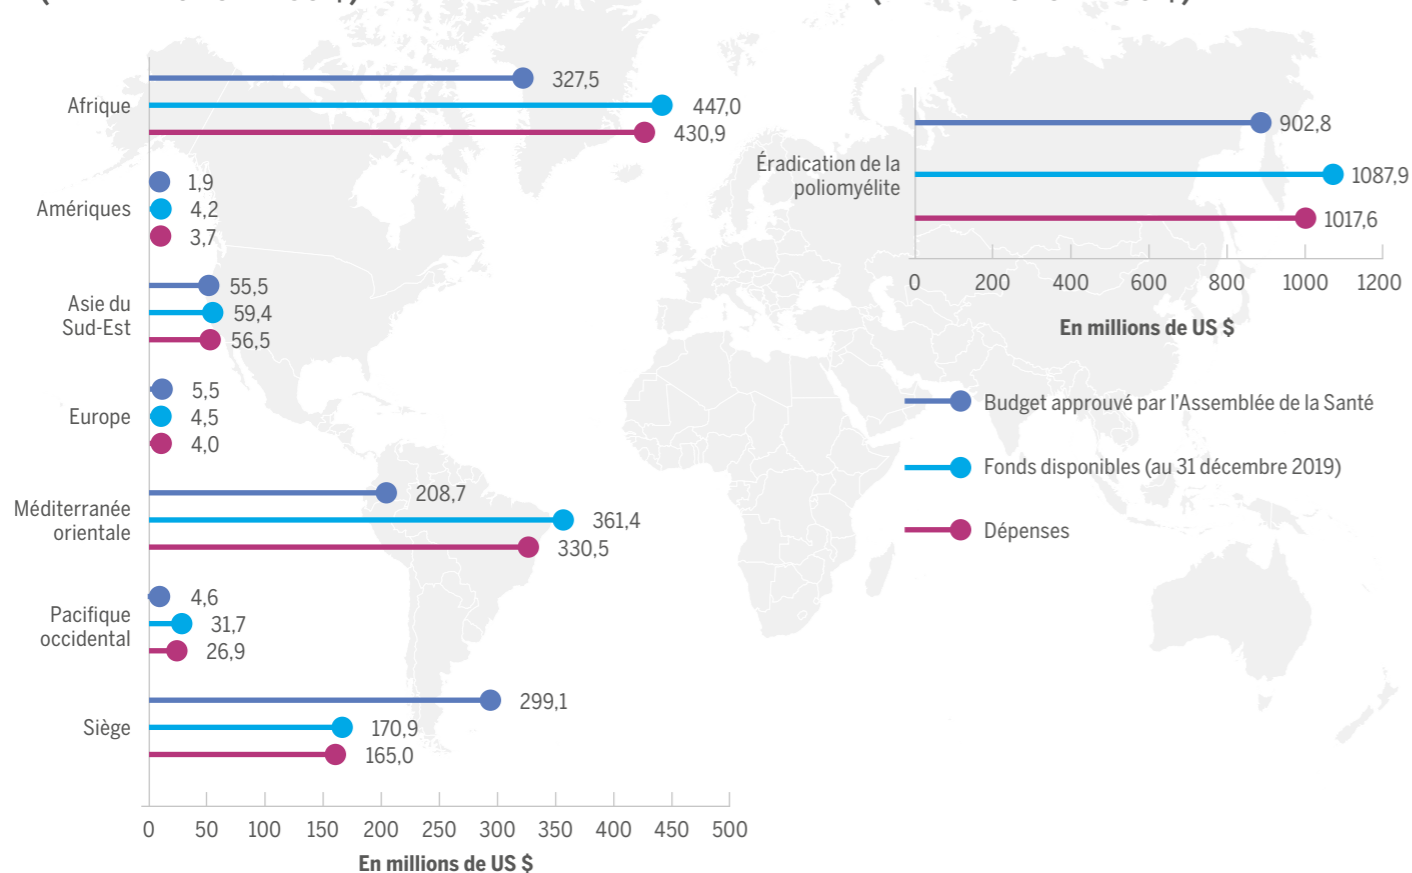 Afrique
327,5
447,0
430,9
Amériques
1,9
4,2
3,7
Asie du
Sud-Est
55,5
59,4
56,5
Europe
5,5
4,5
4,0
Méditerranée
orientale
208,7
361,4
330,5
Pacifique
occidental
4,6
31,7
26,9
Siège
299,1
170,9
165,0
0 50 100 150 200 250 300 350 400 450 500
En millions de US $
Éradication de la
poliomyélite
902,8
1087,9
1017,6
0 200 400 600 800 1000 1200
En millions de US $
Budget approuvé par l'Assemblée de la Santé
Fonds disponibles (au 31 décembre 2019)
Dépenses